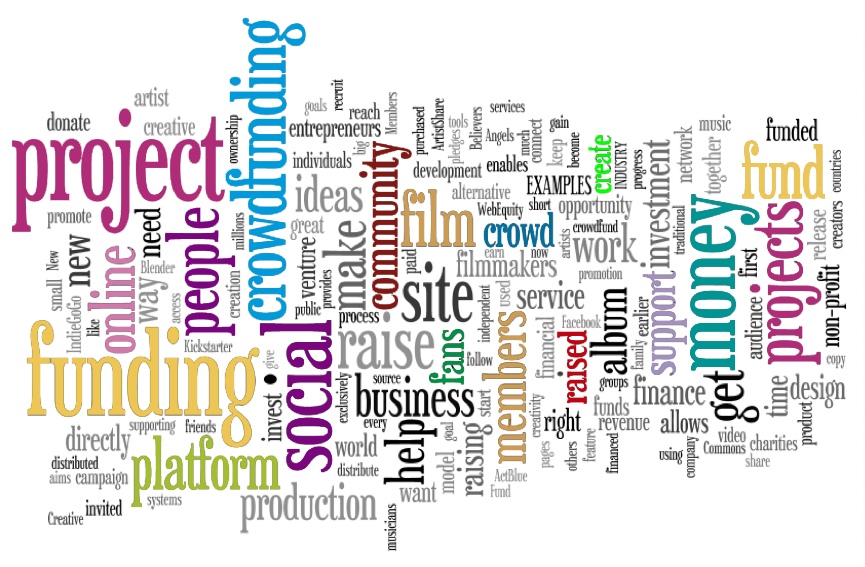 artist
donate
creative
project
ownership
crowdfunding
goals
recruit
reach
Members
entrepreneurs
big
individuals
ideas
great
promote
new
New
small
IndieGoGo
like
online
need
way
Blender
access
people
millions
creation
Kickstarter
funding
venture
public
provides
make
community
process
social
give
invest
•
raise
exclusively
source
business
every
help
world
distribute
production
musicians
directly
supporting
friends
distributed
aims
campaign
platform
systems
invited
Creative
purchased
ArtistShare
pledges
tools
Believers
services
Angels
much
connect
gain
keep
become
development
enables
alternative
EXAMPLES
create
INDUSTRY
progress
film
WebEquity
short
opportunity
crowd
artists
crowdfund
work
paid
earn
now
filmmakers
promotion
site
used
independent
service
fans
follow
members
start
creativity
financial
Facebook
raised
album
family
earlier
support
investment
traditional
network
music
together
funded
fund
countries
money
projects
release
creators
first
audience
non-profit
copy
groups
finance
get
time
design
product
right
funds
revenue
allows
others
feature
financed
pages
using
company
video
Commons
charities
share
goal
model
raising
want
ActBlue
Fund